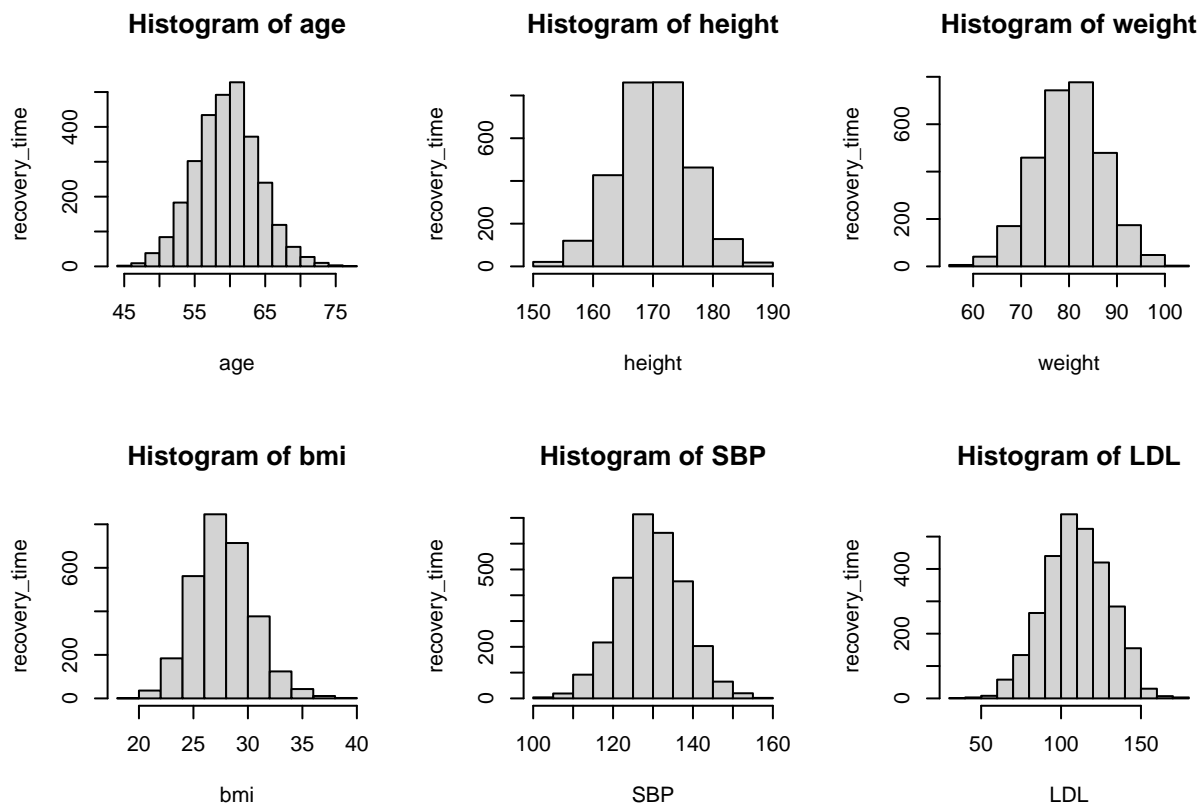 Histogram of age
recovery_time
0
200
400
45 55 65 75
age
Histogram of height
recovery_time
0
200
600
150 160 170 180 190
height
Histogram of weight
recovery_time
0
200
600
60 70 80 90 100
weight
Histogram of bmi
recovery_time
0
200
600
20 25 30 35 40
bmi
Histogram of SBP
recovery_time
0
200
500
100 120 140 160
SBP
Histogram of LDL
recovery_time
0
200
400
50 100 150
LDL